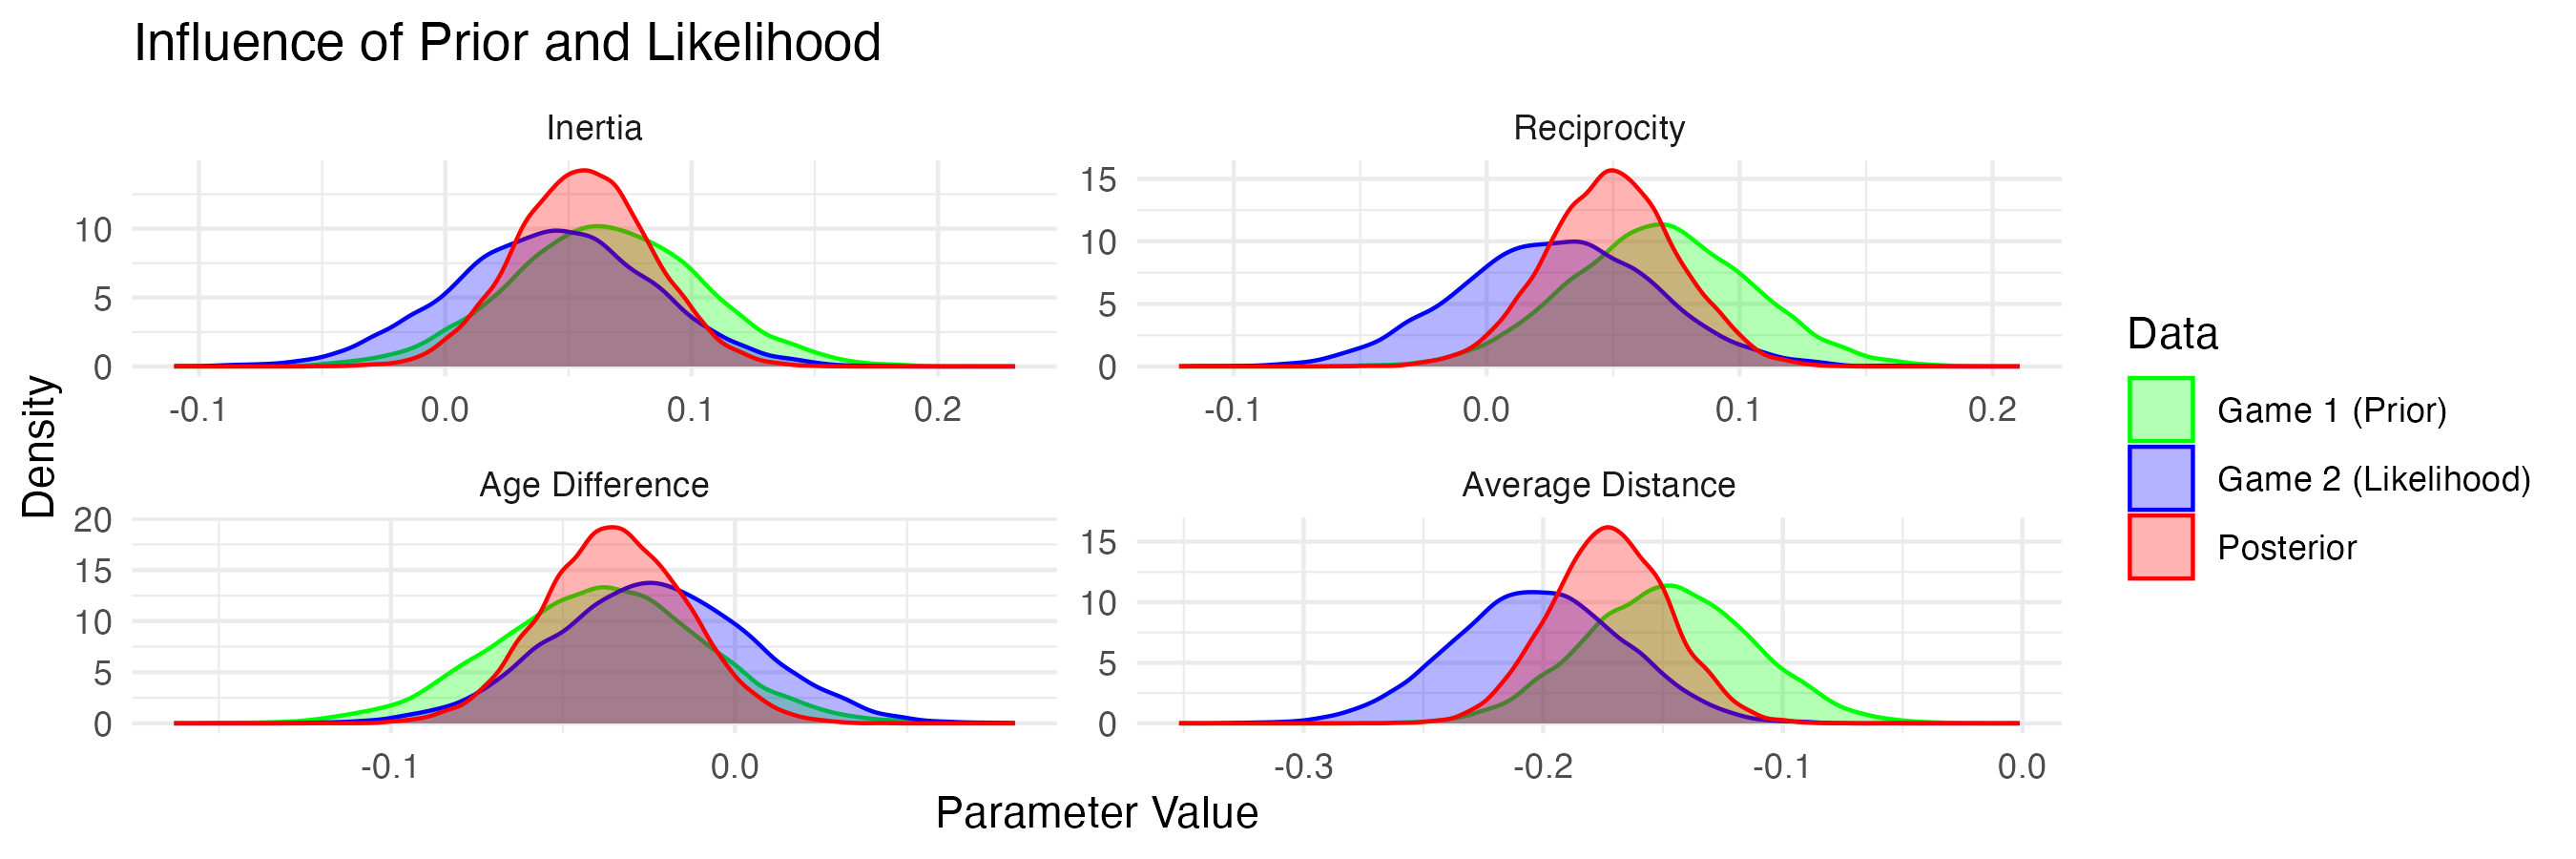 Influence of Prior and Likelihood
Inertia
Reciprocity
10
5
0
15
10
5
0
-0.1 0.0 0.1 0.2
-0.1 0.0 0.1 0.2
Age Difference
Average Distance
20
15
10
5
0
15
10
5
0
-0.1 0.0
-0.3 -0.2 -0.1 0.0
Density
Parameter Value
Data
Game 1 (Prior)
Game 2 (Likelihood)
Posterior